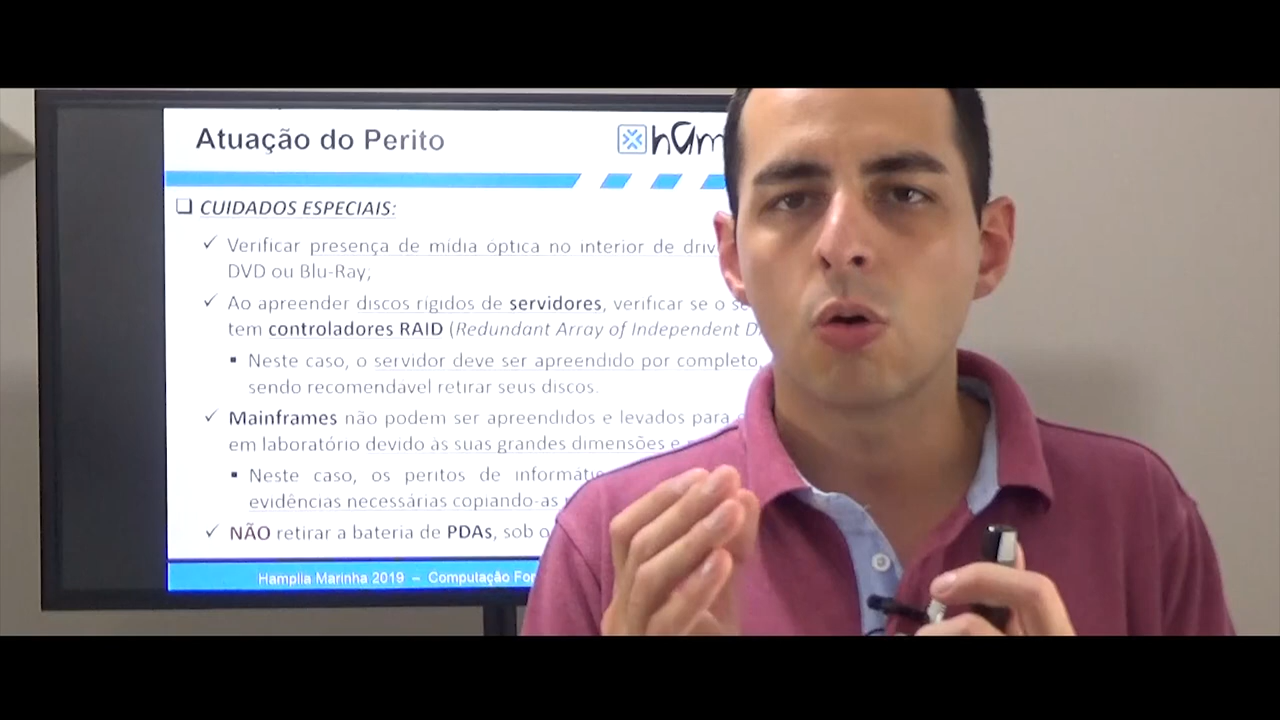 Atuação do Perito
ham
❑ CUIDADOS ESPECIAIS:
✓ Verificar presença de mídia óptica no interior de
DVD ou Blu-Ray;
✓ Ao apreender discos rígidos de servidores, verificar se o
tem controladores RAID (Redundant Array of Independent
▪ Neste caso, o servidor deve ser apreendido por completo,
sendo recomendavel retirar seus discos.
✓ Mainframes não podem ser apreendidos e levados para
em laboratório devido às suas grandes dimensões e
▪ Neste caso, os peritos de
evidências necessárias copiando-as
✓ NÃO retirar a bateria de PDAs, sob
Hamplia Marinha 2019 – Computação